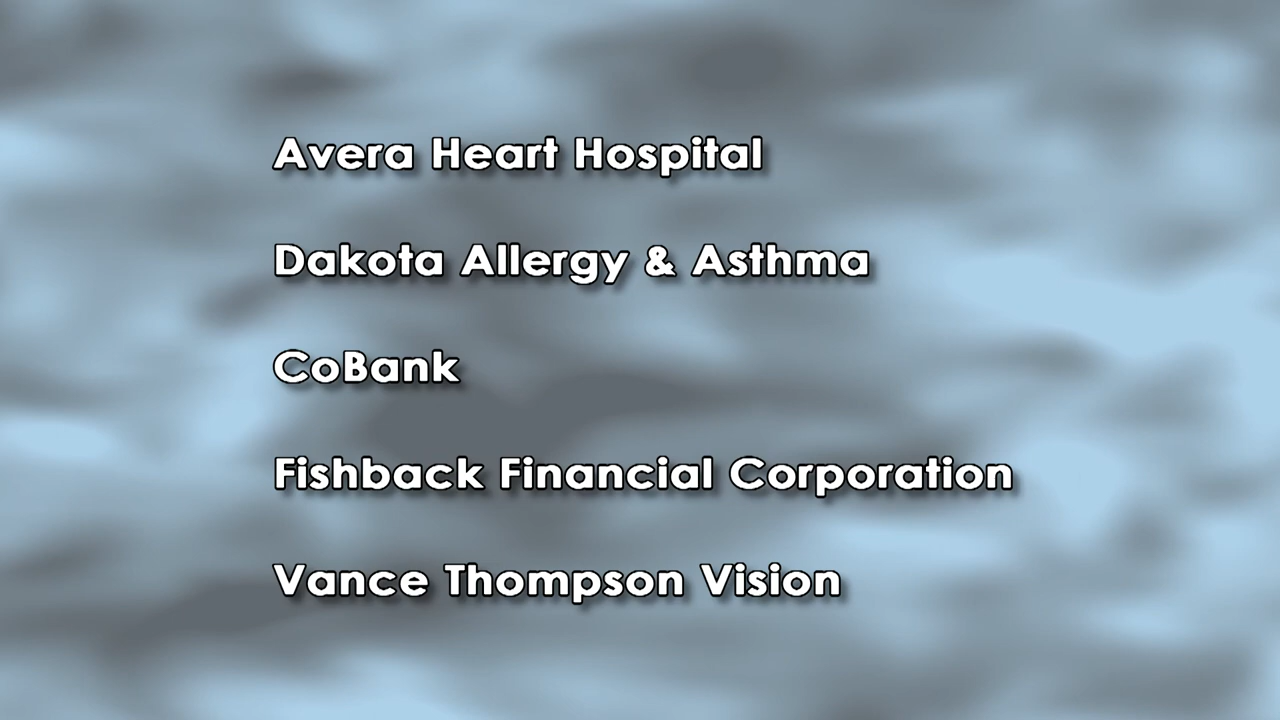 Avera Heart Hospital
Dakota Allergy & Asthma
CoBank
Fishback Financial Corporation
Vance Thompson Vision